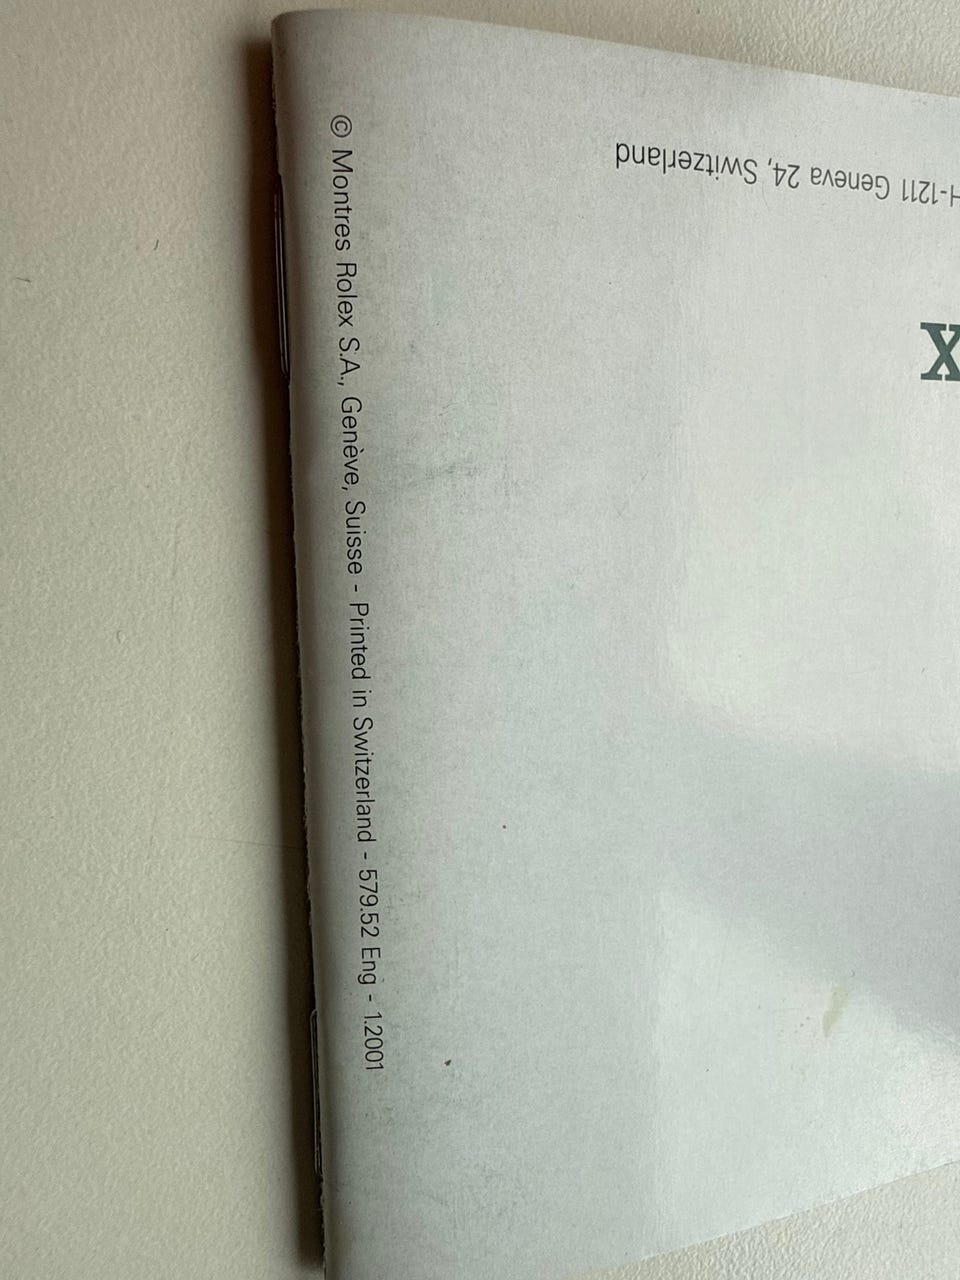 © Montres Rolex S.A., Genève, Suisse - Printed in Switzerland - 579.52 Eng - 1.2001
H-1211 Geneva 24, Switzerland
X